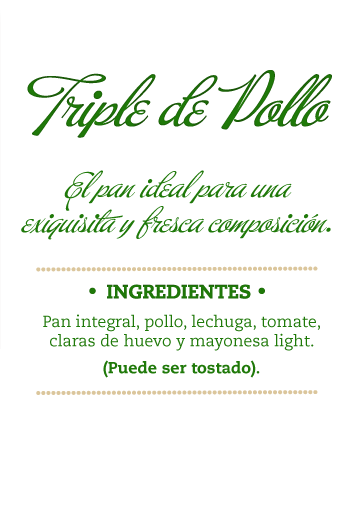 Triple de Pollo
El pan ideal para una
exiquisita y fresca composición.
• INGREDIENTES •
Pan integral, pollo, lechuga, tomate,
claras de huevo y mayonesa light.
(Puede ser tostado).